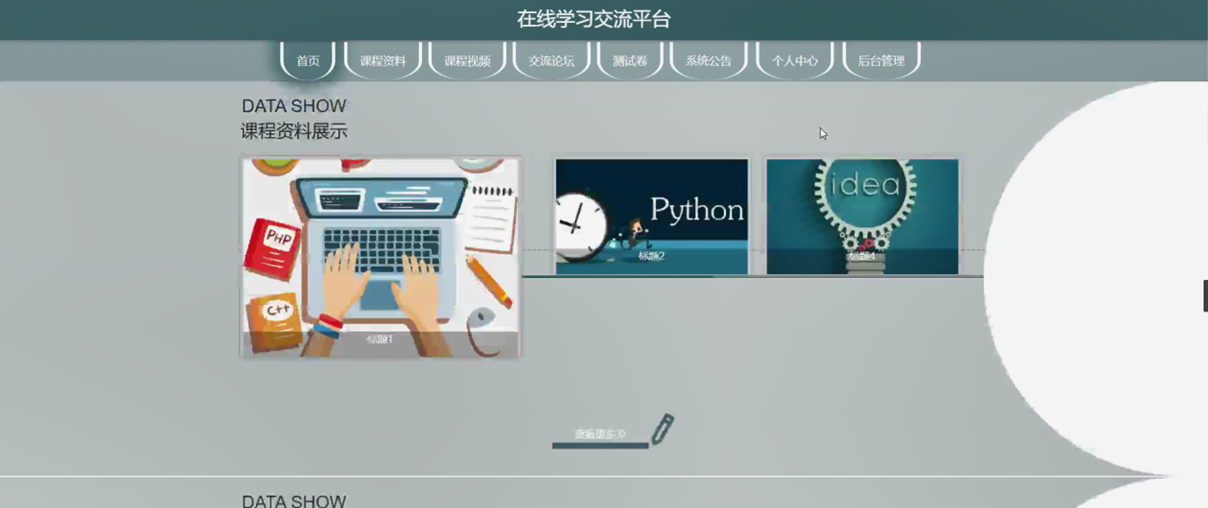 在线学习交流平台
首页 课程资料 课程视频 交流论坛 测试卷 系统公告 个人中心 后台管理
DATA SHOW
课程资料展示
PHP
C++
标题1
Python
标题2
idea
标题4
查看更多》
DATA SHOW